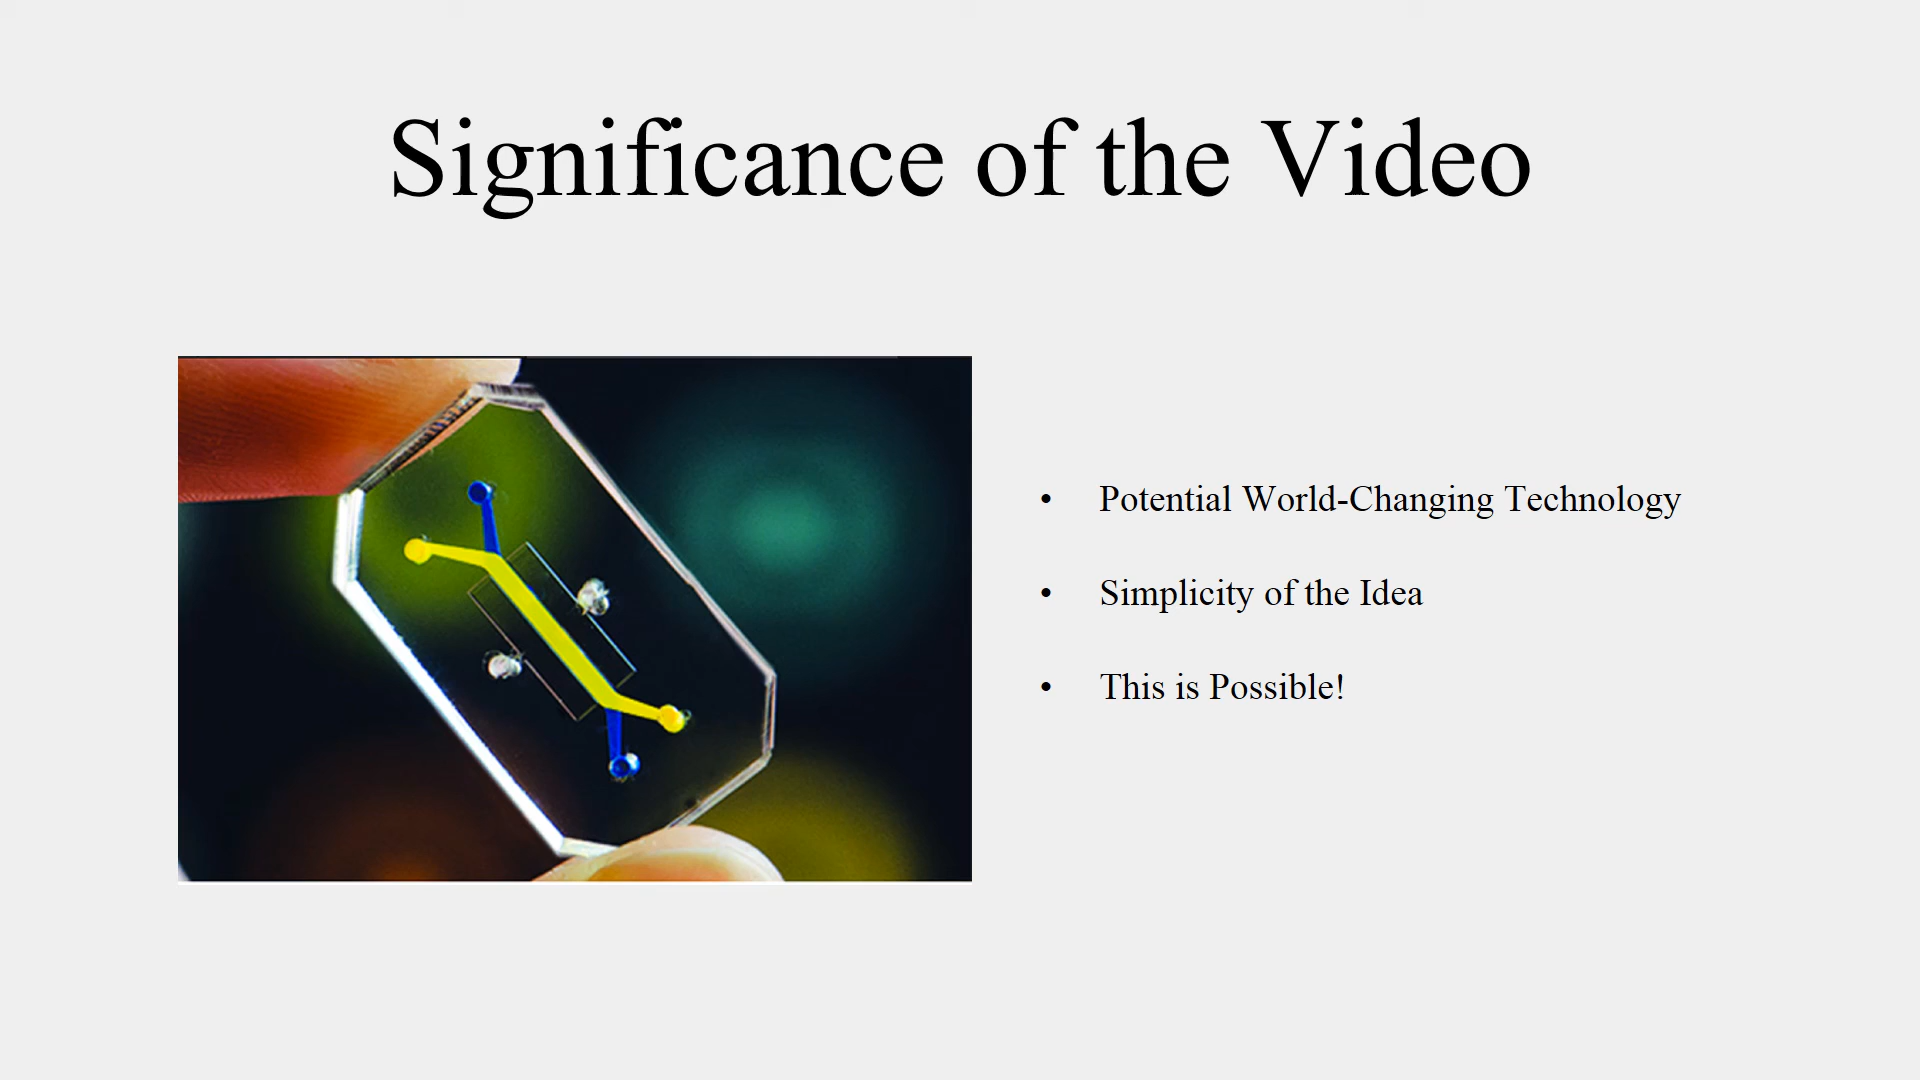 Significance of the Video
• Potential World-Changing Technology
• Simplicity of the Idea
• This is Possible!